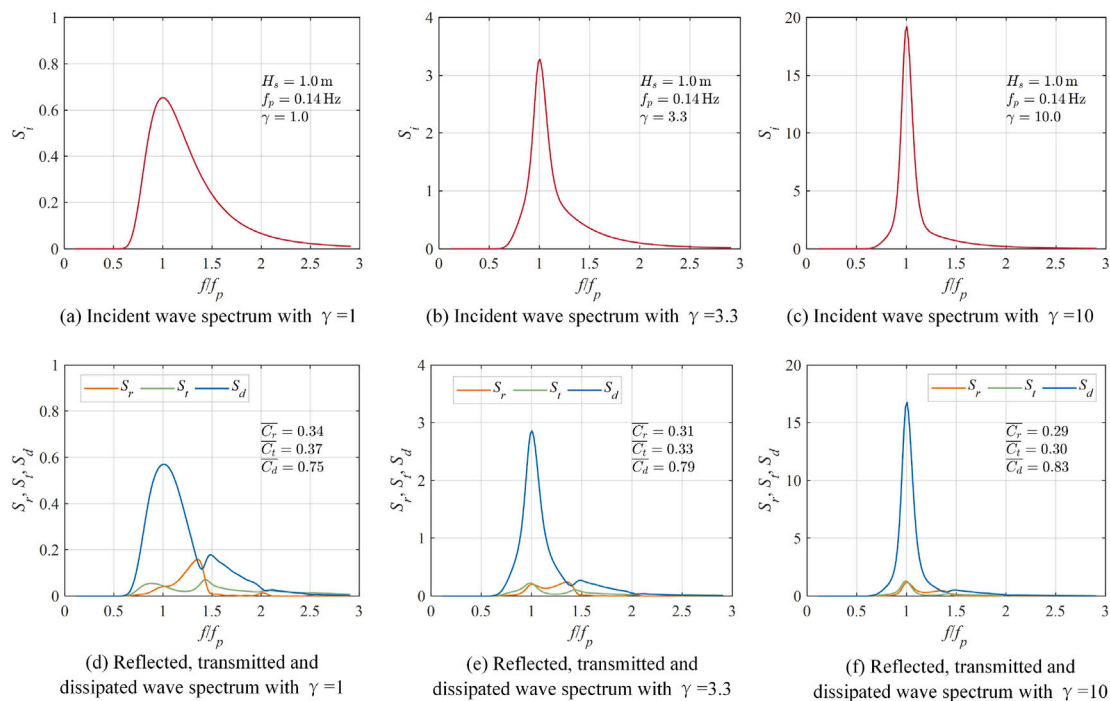 1
0.8
0.6
0.4
0.2
0
S_i
H_s = 1.0 m
f_p = 0.14 Hz
γ = 1.0
0 0.5 1 1.5 2 2.5 3
f/f_p
(a) Incident wave spectrum with γ =1
4
3
2
1
0
S_i
H_s = 1.0 m
f_p = 0.14 Hz
γ = 3.3
0 0.5 1 1.5 2 2.5 3
f/f_p
(b) Incident wave spectrum with γ =3.3
20
15
10
5
0
S_i
H_s = 1.0 m
f_p = 0.14 Hz
γ = 10.0
0 0.5 1 1.5 2 2.5 3
f/f_p
(c) Incident wave spectrum with γ =10
1
0.8
0.6
0.4
0.2
0
S_r, S_t, S_d
S_r S_t S_d
C̅_r̅ = 0.34
C̅_t̅ = 0.37
C̅_d̅ = 0.75
0 0.5 1 1.5 2 2.5 3
f/f_p
(d) Reflected, transmitted and
dissipated wave spectrum with γ =1
4
3
2
1
0
S_r, S_t, S_d
S_r S_t S_d
C̅_r̅ = 0.31
C̅_t̅ = 0.33
C̅_d̅ = 0.79
0 0.5 1 1.5 2 2.5 3
f/f_p
(e) Reflected, transmitted and
dissipated wave spectrum with γ =3.3
20
15
10
5
0
S_r, S_t, S_d
S_r S_t S_d
C̅_r̅ = 0.29
C̅_t̅ = 0.30
C̅_d̅ = 0.83
0 0.5 1 1.5 2 2.5 3
f/f_p
(f) Reflected, transmitted and
dissipated wave spectrum with γ =10